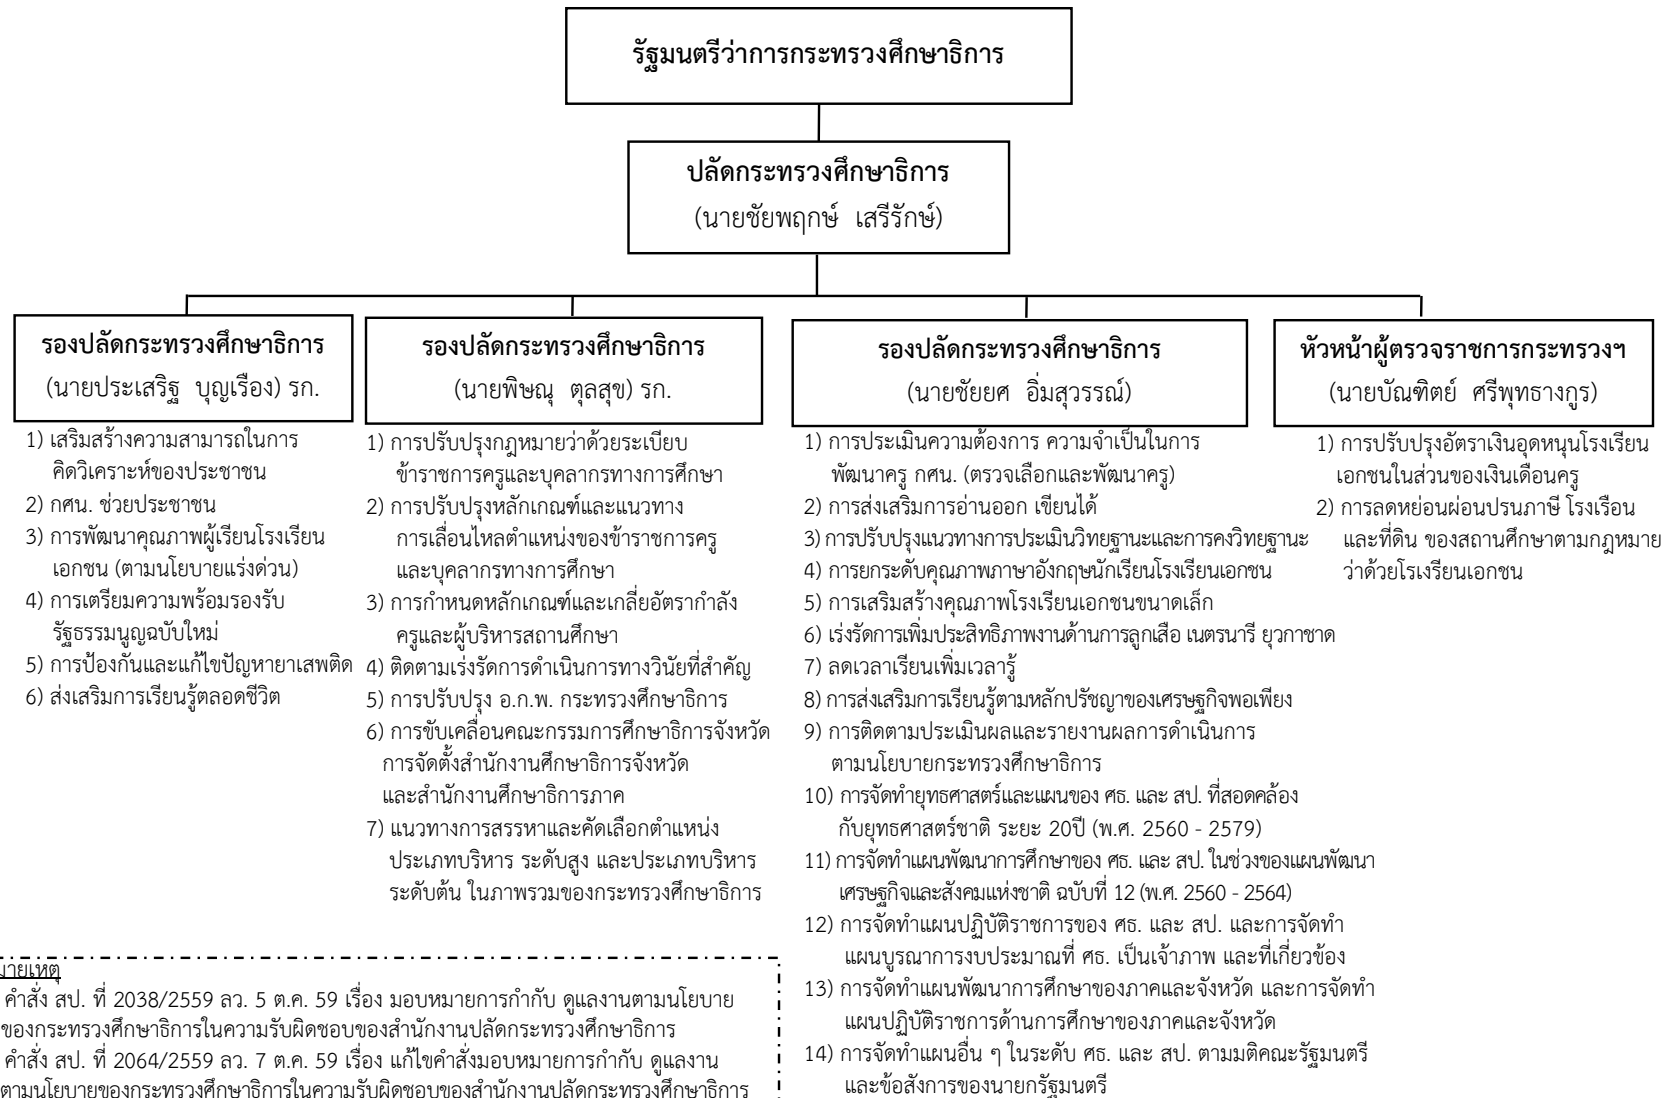 รัฐมนตรีว่าการกระทรวงศึกษาธิการ
ปลัดกระทรวงศึกษาธิการ
(นายชัยพฤกษ์ เสรีรักษ์)
รองปลัดกระทรวงศึกษาธิการ
(นายประเสริฐ บุญเรือง) รก.
1) เสริมสร้างความสามารถในการ
คิดวิเคราะห์ของประชาชน
2) กศน. ช่วยประชาชน
3) การพัฒนาคุณภาพผู้เรียนโรงเรียน
เอกชน (ตามนโยบายเร่งด่วน)
4) การเตรียมความพร้อมรองรับ
รัฐธรรมนูญฉบับใหม่
5) การป้องกันและแก้ไขปัญหายาเสพติด
6) ส่งเสริมการเรียนรู้ตลอดชีวิต
รองปลัดกระทรวงศึกษาธิการ
(นายพิษณุ ตุลสุข) รก.
1) การปรับปรุงกฎหมายว่าด้วยระเบียบ
ข้าราชการครูและบุคลากรทางการศึกษา
2) การปรับปรุงหลักเกณฑ์และแนวทาง
การเลื่อนไหลตำแหน่งของข้าราชการครู
และบุคลากรทางการศึกษา
3) การกำหนดหลักเกณฑ์และเกลี่ยอัตรากำลัง
ครูและผู้บริหารสถานศึกษา
4) ติดตามเร่งรัดการดำเนินการทางวินัยที่สำคัญ
5) การปรับปรุง อ.ก.พ. กระทรวงศึกษาธิการ
6) การขับเคลื่อนคณะกรรมการศึกษาธิการจังหวัด
การจัดตั้งสำนักงานศึกษาธิการจังหวัด
และสำนักงานศึกษาธิการภาค
7) แนวทางการสรรหาและคัดเลือกตำแหน่ง
ประเภทบริหาร ระดับสูง และประเภทบริหาร
ระดับต้น ในภาพรวมของกระทรวงศึกษาธิการ
รองปลัดกระทรวงศึกษาธิการ
(นายชัยยศ อิ่มสุวรรณ์)
1) การประเมินความต้องการ ความจำเป็นในการ
พัฒนาครู กศน. (ตรวจเลือกและพัฒนาครู)
2) การส่งเสริมการอ่านออก เขียนได้
3) การปรับปรุงแนวทางการประเมินวิทยฐานะและการคงวิทยฐานะ
4) การยกระดับคุณภาพภาษาอังกฤษนักเรียนโรงเรียนเอกชน
5) การเสริมสร้างคุณภาพโรงเรียนเอกชนขนาดเล็ก
6) เร่งรัดการเพิ่มประสิทธิภาพงานด้านการลูกเสือ เนตรนารี ยุวกาชาด
7) ลดเวลาเรียนเพิ่มเวลารู้
8) การส่งเสริมการเรียนรู้ตามหลักปรัชญาของเศรษฐกิจพอเพียง
9) การติดตามประเมินผลและรายงานผลการดำเนินการ
ตามนโยบายกระทรวงศึกษาธิการ
10) การจัดทำยุทธศาสตร์และแผนของ ศธ. และ สป. ที่สอดคล้อง
กับยุทธศาสตร์ชาติ ระยะ 20ปี (พ.ศ. 2560 - 2579)
11) การจัดทำแผนพัฒนาการศึกษาของ ศธ. และ สป. ในช่วงของแผนพัฒนา
เศรษฐกิจและสังคมแห่งชาติ ฉบับที่ 12 (พ.ศ. 2560 - 2564)
12) การจัดทำแผนปฏิบัติราชการของ ศธ. และ สป. และการจัดทำ
แผนบูรณาการงบประมาณที่ ศธ. เป็นเจ้าภาพ และที่เกี่ยวข้อง
13) การจัดทำแผนพัฒนาการศึกษาของภาคและจังหวัด และการจัดทำ
แผนปฏิบัติราชการด้านการศึกษาของภาคและจังหวัด
14) การจัดทำแผนอื่น ๆ ในระดับ ศธ. และ สป. ตามมติคณะรัฐมนตรี
และข้อสังการของนายกรัฐมนตรี
หัวหน้าผู้ตรวจราชการกระทรวงฯ
(นายบัณฑิตย์ ศรีพุทธางกูร)
1) การปรับปรุงอัตราเงินอุดหนุนโรงเรียน
เอกชนในส่วนของเงินเดือนครู
2) การลดหย่อนผ่อนปรนภาษี โรงเรือน
และที่ดิน ของสถานศึกษาตามกฎหมาย
ว่าด้วยโรเงรียนเอกชน
มายเหตุ
คำสั่ง สป. ที่ 2038/2559 ลว. 5 ต.ค. 59 เรื่อง มอบหมายการกำกับ ดูแลงานตามนโยบาย
ของกระทรวงศึกษาธิการในความรับผิดชอบของสำนักงานปลัดกระทรวงศึกษาธิการ
คำสั่ง สป. ที่ 2064/2559 ลว. 7 ต.ค. 59 เรื่อง แก้ไขคำสั่งมอบหมายการกำกับ ดูแลงาน
ตามนโยบายของกระทรวงศึกษาธิการในความรับผิดชอบของสำนักงานปลัดกระทรวงศึกษาธิการ